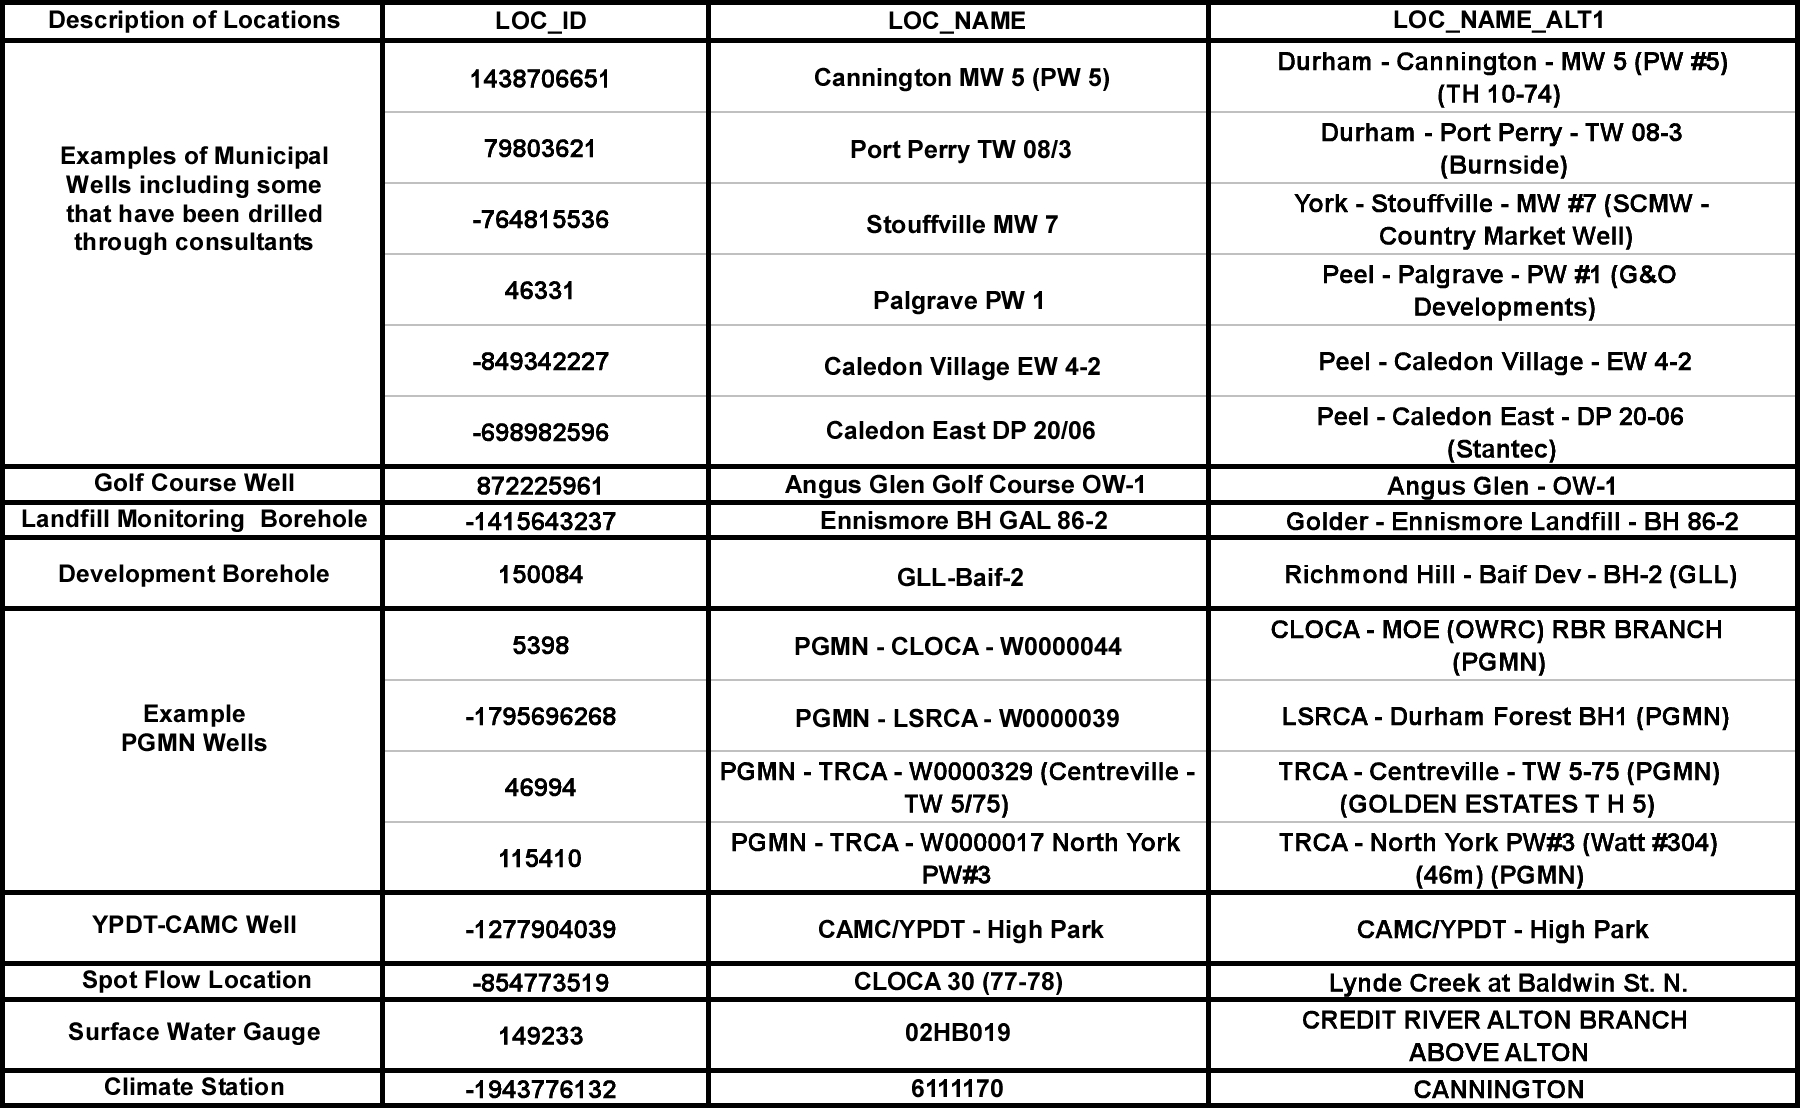 Description of Locations LOC_ID LOC_NAME LOC_NAME_ALT1
Examples of Municipal
Wells including some
that have been drilled
through consultants
1438706651 Cannington MW 5 (PW 5) Durham - Cannington - MW 5 (PW #5)
(TH 10-74)
79803621 Port Perry TW 08/3 Durham - Port Perry - TW 08-3
(Burnside)
-764815536 Stouffville MW 7 York - Stouffville - MW #7 (SCMW -
Country Market Well)
46331 Palgrave PW 1 Peel - Palgrave - PW #1 (G&O
Developments)
-849342227 Caledon Village EW 4-2 Peel - Caledon Village - EW 4-2
-698982596 Caledon East DP 20/06 Peel - Caledon East - DP 20-06
(Stantec)
Golf Course Well 872225961 Angus Glen Golf Course OW-1 Angus Glen - OW-1
Landfill Monitoring Borehole -1415643237 Ennismore BH GAL 86-2 Golder - Ennismore Landfill - BH 86-2
Development Borehole 150084 GLL-Baif-2 Richmond Hill - Baif Dev - BH-2 (GLL)
Example
PGMN Wells
5398 PGMN - CLOCA - W0000044 CLOCA - MOE (OWRC) RBR BRANCH
(PGMN)
-1795696268 PGMN - LSRCA - W0000039 LSRCA - Durham Forest BH1 (PGMN)
46994 PGMN - TRCA - W0000329 (Centreville -
TW 5/75)
TRCA - Centreville - TW 5-75 (PGMN)
(GOLDEN ESTATES T H 5)
115410 PGMN - TRCA - W0000017 North York
PW#3
TRCA - North York PW#3 (Watt #304)
(46m) (PGMN)
YPDT-CAMC Well -1277904039 CAMC/YPDT - High Park CAMC/YPDT - High Park
Spot Flow Location -854773519 CLOCA 30 (77-78) Lynde Creek at Baldwin St. N.
Surface Water Gauge 149233 02HB019 CREDIT RIVER ALTON BRANCH
ABOVE ALTON
Climate Station -1943776132 6111170 CANNINGTON